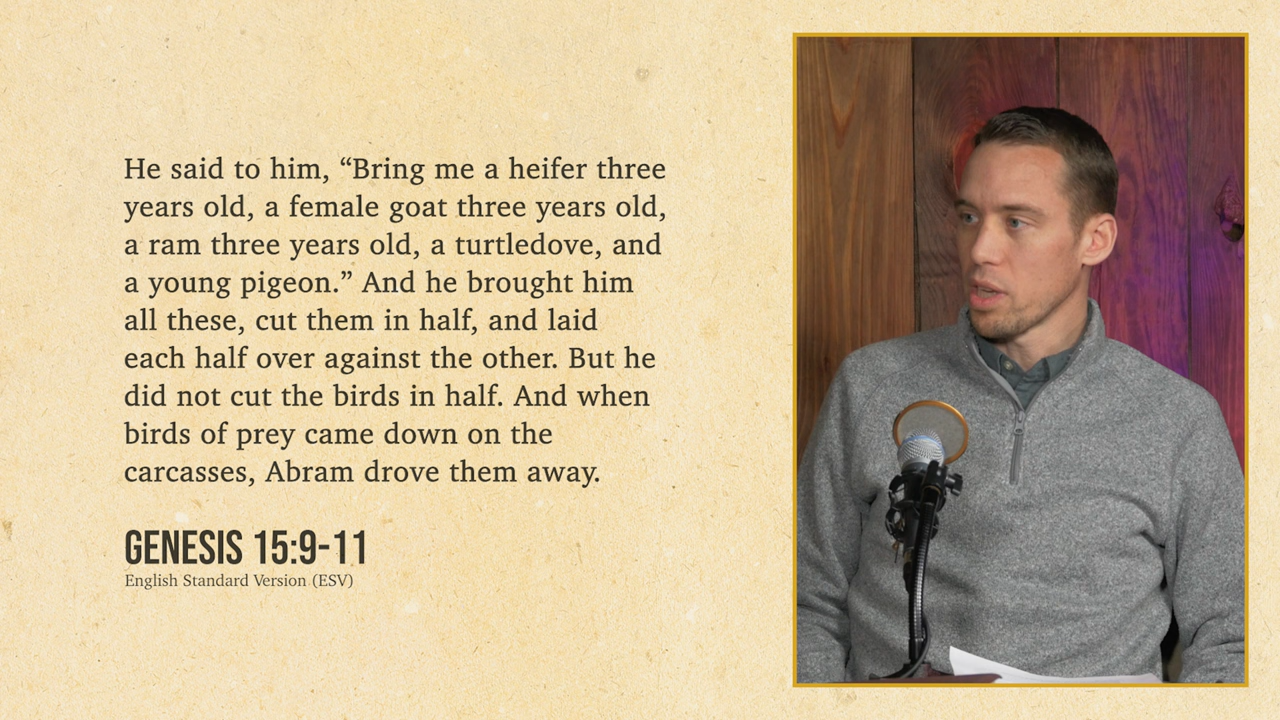 He said to him, “Bring me a heifer three
years old, a female goat three years old,
a ram three years old, a turtledove, and
a young pigeon.” And he brought him
all these, cut them in half, and laid
each half over against the other. But he
did not cut the birds in half. And when
birds of prey came down on the
carcasses, Abram drove them away.
GENESIS 15:9-11
English Standard Version (ESV)